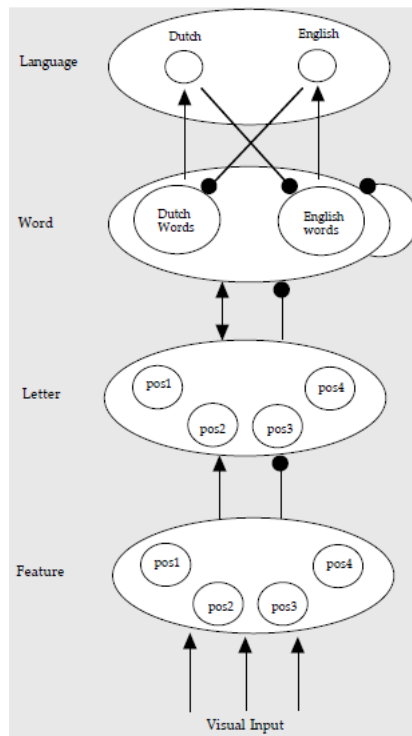 Language
Dutch
English
Word
Dutch
Words
English
words
Letter
pos1
pos2
pos3
pos4
Feature
pos1
pos2
pos3
pos4
Visual Input